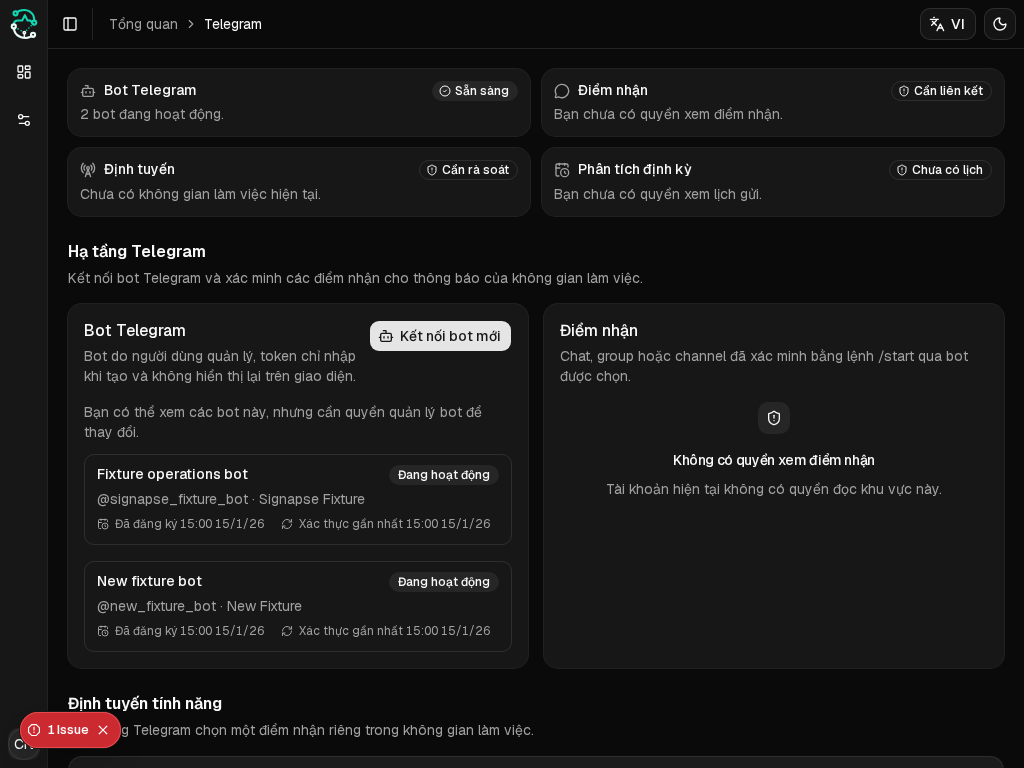 Tổng quan > Telegram
VI
Bot Telegram
Sẵn sàng
2 bot đang hoạt động.
Điểm nhận
Cần liên kết
Bạn chưa có quyền xem điểm nhận.
Định tuyến
Cần rà soát
Chưa có không gian làm việc hiện tại.
Phân tích định kỳ
Chưa có lịch
Bạn chưa có quyền xem lịch gửi.
Hạ tầng Telegram
Kết nối bot Telegram và xác minh các điểm nhận cho thông báo của không gian làm việc.
Bot Telegram
Kết nối bot mới
Bot do người dùng quản lý, token chỉ nhập
khi tạo và không hiển thị lại trên giao diện.
Bạn có thể xem các bot này, nhưng cần quyền quản lý bot để
thay đổi.
Fixture operations bot
Đang hoạt động
@signapse_fixture_bot · Signapse Fixture
Đã đăng ký 15:00 15/1/26
Xác thực gần nhất 15:00 15/1/26
New fixture bot
Đang hoạt động
@new_fixture_bot · New Fixture
Đã đăng ký 15:00 15/1/26
Xác thực gần nhất 15:00 15/1/26
Điểm nhận
Chat, group hoặc channel đã xác minh bằng lệnh /start qua bot
được chọn.
Không có quyền xem điểm nhận
Tài khoản hiện tại không có quyền đọc khu vực này.
Định tuyến tính năng
Telegram chọn một điểm nhận riêng trong không gian làm việc.
1 Issue